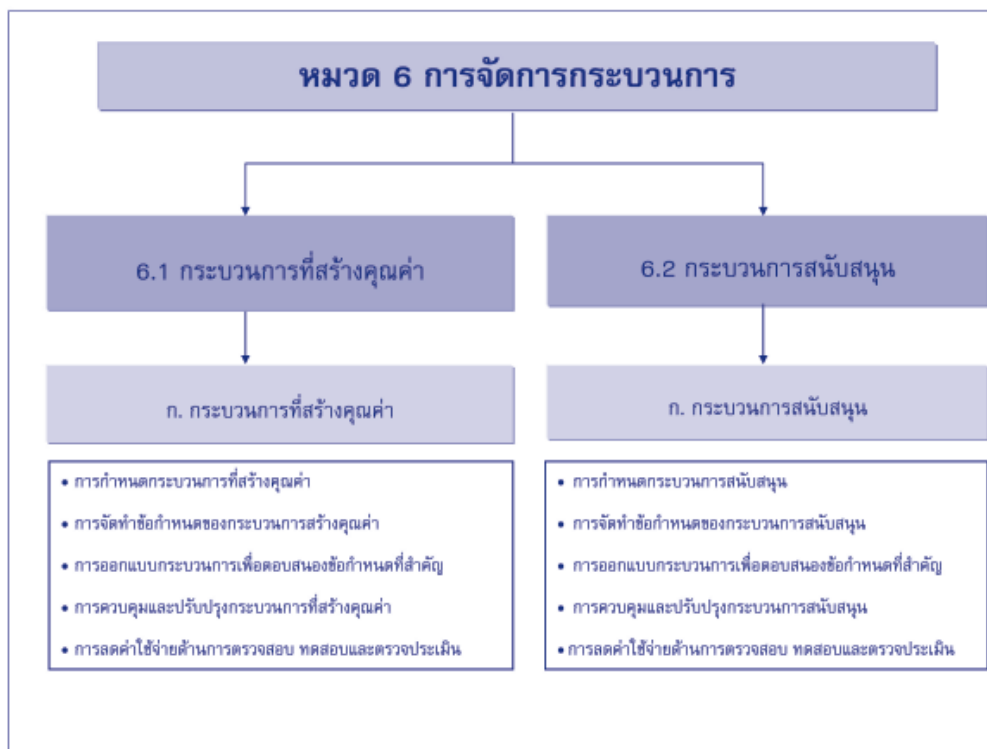 หมวด 6 การจัดการกระบวนการ
6.1 กระบวนการที่สร้างคุณค่า
6.2 กระบวนการสนับสนุน
ก. กระบวนการที่สร้างคุณค่า
ก. กระบวนการสนับสนุน
• การกำหนดกระบวนการที่สร้างคุณค่า
• การจัดทำข้อกำหนดของกระบวนการสร้างคุณค่า
• การออกแบบกระบวนการเพื่อตอบสนองข้อกำหนดที่สำคัญ
• การควบคุมและปรับปรุงกระบวนการที่สร้างคุณค่า
• การลดค่าใช้จ่ายด้านการตรวจสอบ ทดสอบและตรวจประเมิน
• การกำหนดกระบวนการสนับสนุน
• การจัดทำข้อกำหนดของกระบวนการสนับสนุน
• การออกแบบกระบวนการเพื่อตอบสนองข้อกำหนดที่สำคัญ
• การควบคุมและปรับปรุงกระบวนการสนับสนุน
• การลดค่าใช้จ่ายด้านการตรวจสอบ ทดสอบและตรวจประเมิน